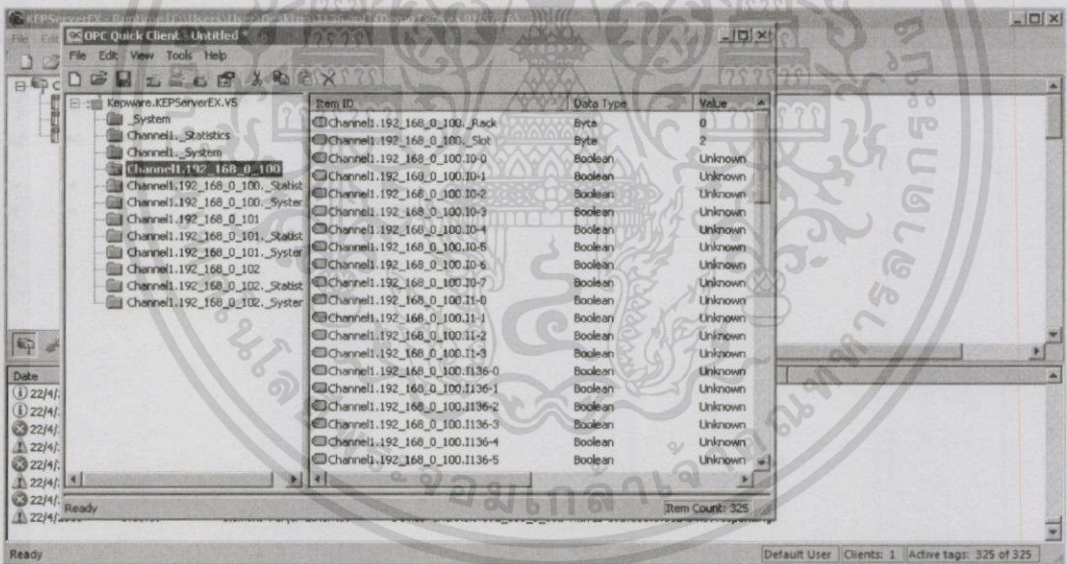 OPC Quick Client - Untitled *
File Edit View Tools Help
Kepware.KEPServerEX.V5
_System
Channel1._Statistics
Channel1._System
Channel1.192_168_0_100
Channel1.192_168_0_100._Statist
Channel1.192_168_0_100._Syster
Channel1.192_168_0_101
Channel1.192_168_0_101._Statist
Channel1.192_168_0_101._Syster
Channel1.192_168_0_102
Channel1.192_168_0_102._Statist
Channel1.192_168_0_102._Syster
Item ID Data Type Value
Channel1.192_168_0_100._Rack Byte 0
Channel1.192_168_0_100._Slot Byte 2
Channel1.192_168_0_100.I0-0 Boolean Unknown
Channel1.192_168_0_100.I0-1 Boolean Unknown
Channel1.192_168_0_100.I0-2 Boolean Unknown
Channel1.192_168_0_100.I0-3 Boolean Unknown
Channel1.192_168_0_100.I0-4 Boolean Unknown
Channel1.192_168_0_100.I0-5 Boolean Unknown
Channel1.192_168_0_100.I0-6 Boolean Unknown
Channel1.192_168_0_100.I0-7 Boolean Unknown
Channel1.192_168_0_100.I1-0 Boolean Unknown
Channel1.192_168_0_100.I1-1 Boolean Unknown
Channel1.192_168_0_100.I1-2 Boolean Unknown
Channel1.192_168_0_100.I1-3 Boolean Unknown
Channel1.192_168_0_100.I136-0 Boolean Unknown
Channel1.192_168_0_100.I136-1 Boolean Unknown
Channel1.192_168_0_100.I136-2 Boolean Unknown
Channel1.192_168_0_100.I136-3 Boolean Unknown
Channel1.192_168_0_100.I136-4 Boolean Unknown
Channel1.192_168_0_100.I136-5 Boolean Unknown
Ready Item Count: 325
Date
22/4/
22/4/
22/4/
22/4/
22/4/
22/4/
22/4/
22/4/
Ready Default User Clients: 1 Active tags: 325 of 325